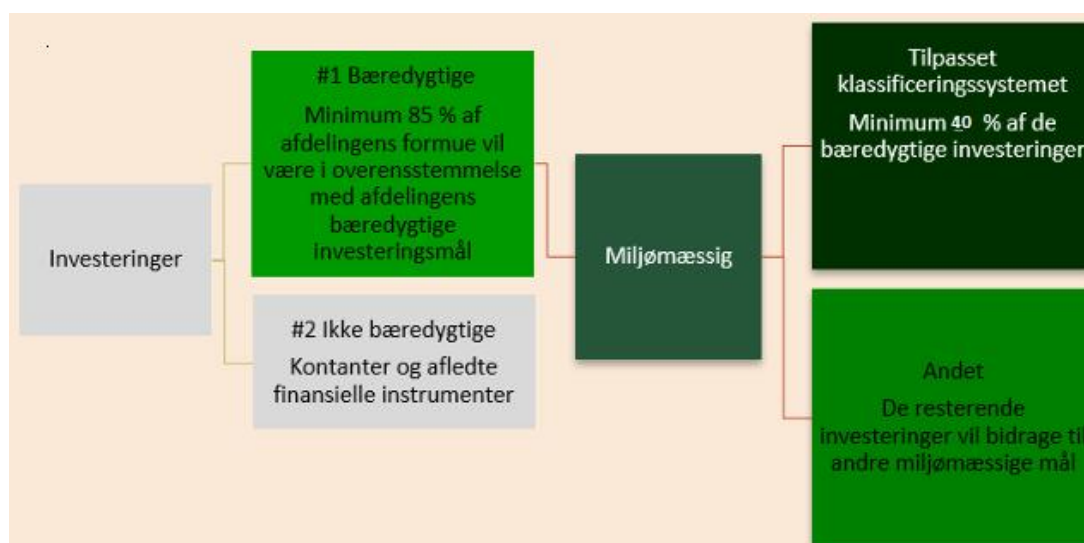 Investeringer
#1 Bæredygtige
Minimum 85 % af
afdelingens formue vil
være i overensstemmelse
med afdelingens
bæredygtige
investeringsmål
#2 Ikke bæredygtige
Kontanter og afledte
finansielle instrumenter
Miljømæssig
Tilpasset
klassificeringssystemet
Minimum 40 % af de
bæredygtige investeringer
Andet
De resterende
investeringer vil bidrage til
andre miljømæssige mål